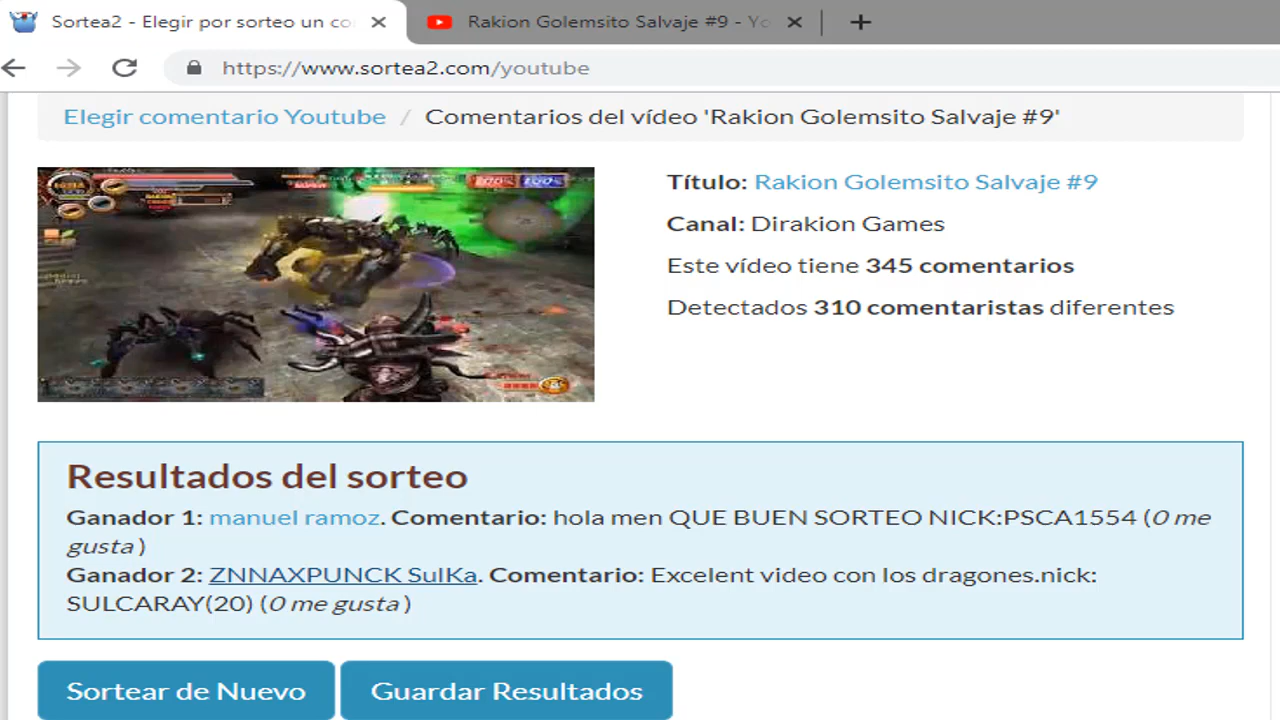 Sortea2 - Elegir por sorteo un co
Rakion Golemsito Salvaje #9 - Yo
https://www.sortea2.com/youtube
Elegir comentario Youtube / Comentarios del vídeo 'Rakion Golemsito Salvaje #9'
Título: Rakion Golemsito Salvaje #9
Canal: Dirakion Games
Este vídeo tiene 345 comentarios
Detectados 310 comentaristas diferentes
100% 100%
Resultados del sorteo
Ganador 1: manuel ramoz. Comentario: hola men QUE BUEN SORTEO NICK:PSCA1554 (0 me
gusta )
Ganador 2: ZNNAXPUNCK SulKa. Comentario: Excelent video con los dragones.nick:
SULCARAY(20) (0 me gusta )
Sortear de Nuevo
Guardar Resultados